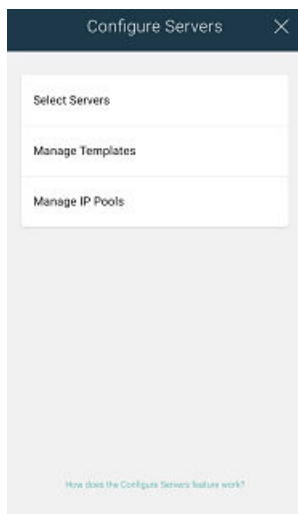 Configure Servers
Select Servers
Manage Templates
Manage IP Pools
How does the Configure Servers feature work?